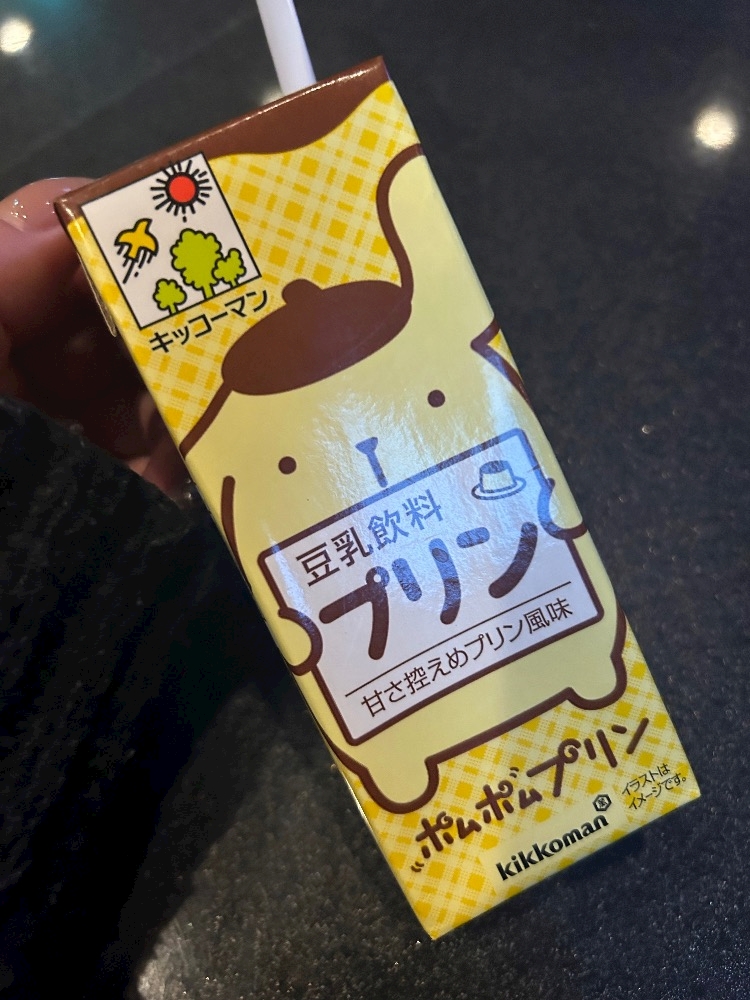 キッコーマン
豆乳飲料
プリン
甘さ控えめプリン風味
ポムポムプリン
イラストは
イメージです。
kikkoman